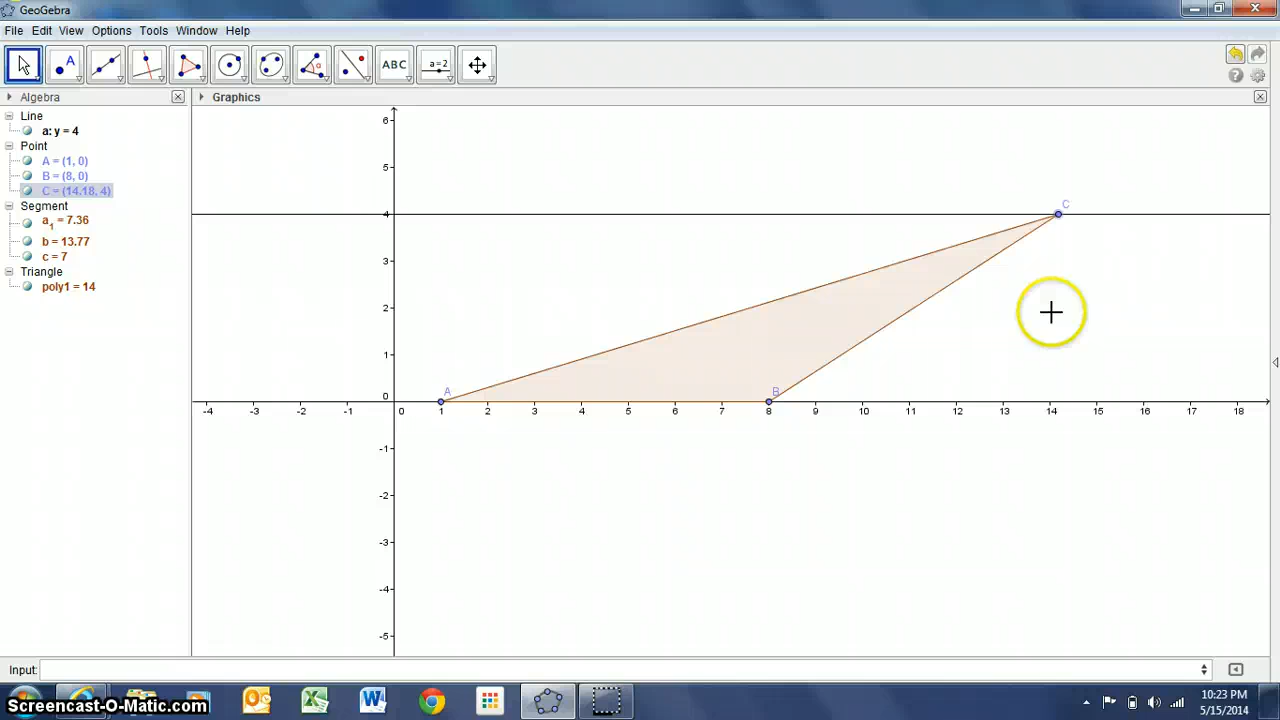 GeoGebra
File Edit View Options Tools Window Help
A ABC a=2
Algebra
Graphics
Line
a: y = 4
Point
A = (1, 0)
B = (8, 0)
C = (14.18, 4)
Segment
a1 = 7.36
b = 13.77
c = 7
Triangle
poly1 = 14
6
5
C
4
3
2
1
A B
0
-4 -3 -2 -1 0 1 2 3 4 5 6 7 8 9 10 11 12 13 14 15 16 17 18
-1
-2
-3
-4
-5
Input:
Screencast-O-Matic.com
10:23 PM
5/15/2014